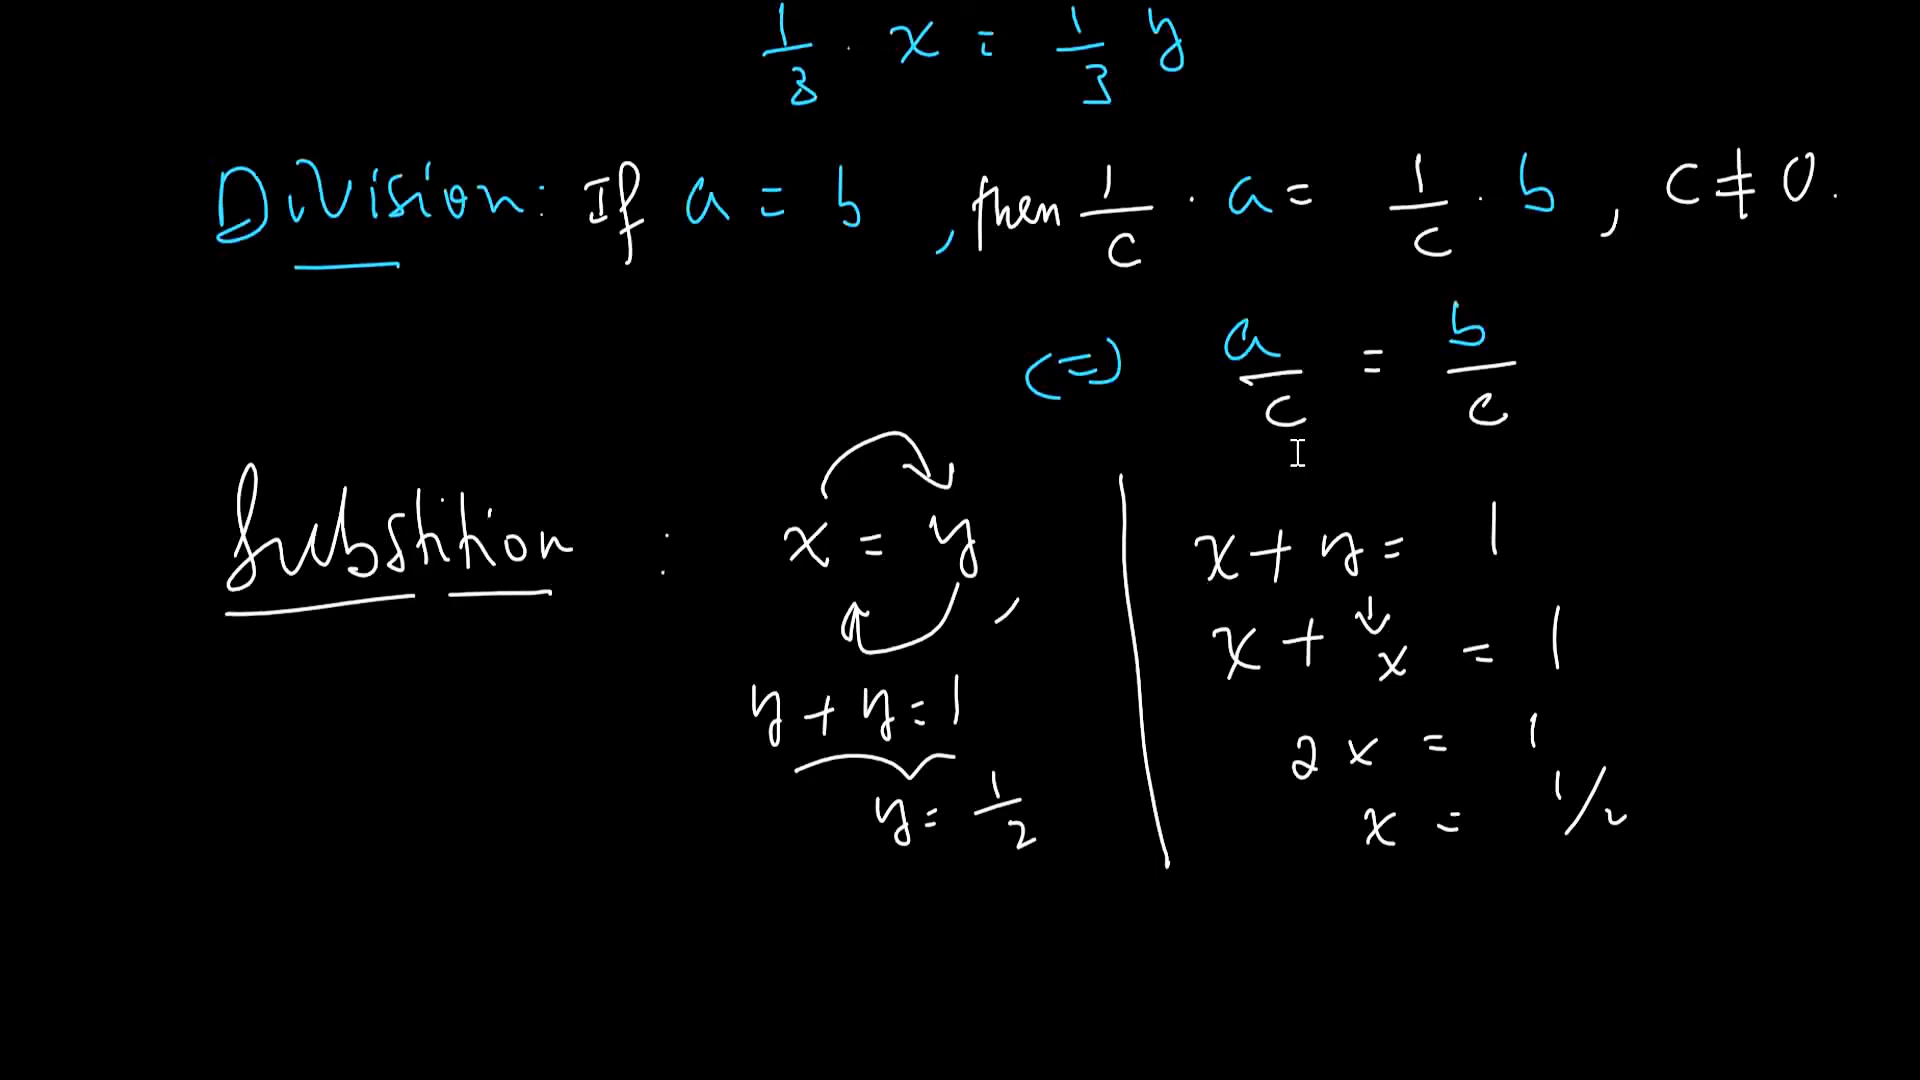 1/3 · x = 1/3 y
Division: If a = b, then 1/c · a = 1/c · b, c ≠ 0.
(=) a/c = b/c
Substition : x = y,
y + y = 1
y = 1/2
x + y = 1
x + x = 1
2x = 1
x = 1/2